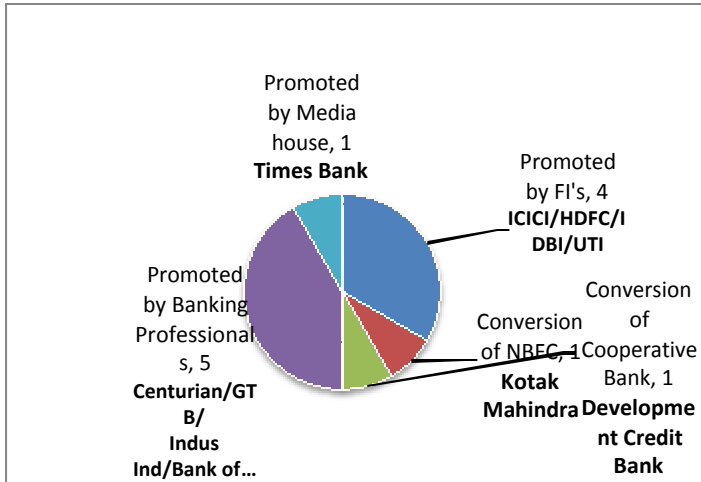 Promoted
by Media
house, 1
Times Bank
Promoted
by FI's, 4
ICICI/HDFC/I
DBI/UTI
Conversion
of
Cooperative
Bank, 1
Developme
nt Credit
Bank
Conversion
of NBFC, 1
Kotak
Mahindra
Promoted
by Banking
Professional
s, 5
Centurian/GT
B/
Indus
Ind/Bank of…